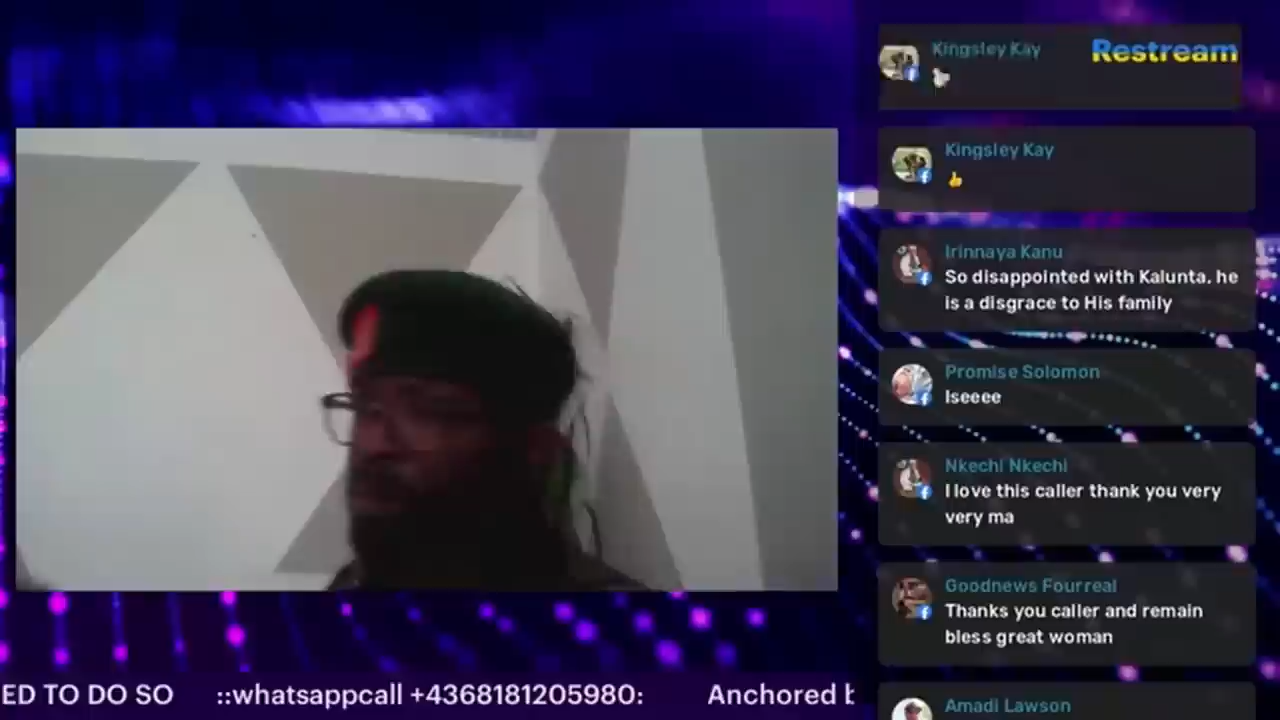 Kingsley Kay
Restream
Kingsley Kay
Irinnaya Kanu
So disappointed with Kalunta, he
is a disgrace to His family
Promise Solomon
Iseeee
Nkechi Nkechi
I love this caller thank you very
very ma
Goodnews Fourreal
Thanks you caller and remain
bless great woman
Amadi Lawson
ED TO DO SO ::whatsappcall +4368181205980: Anchored b